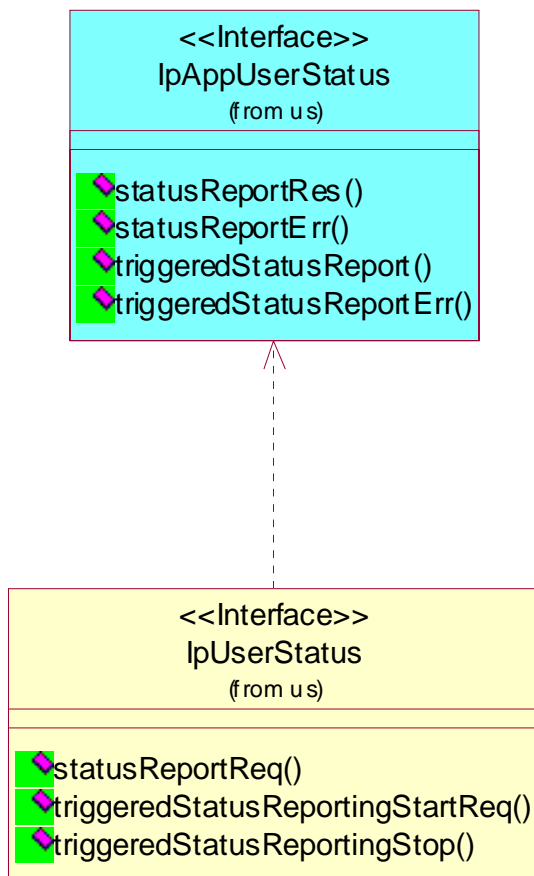 <<Interface>>
IpAppUserStatus
(from us)
statusReportRes()
statusReportErr()
triggeredStatusReport()
triggeredStatusReportErr()
<<Interface>>
IpUserStatus
(from us)
statusReportReq()
triggeredStatusReportingStartReq()
triggeredStatusReportingStop()